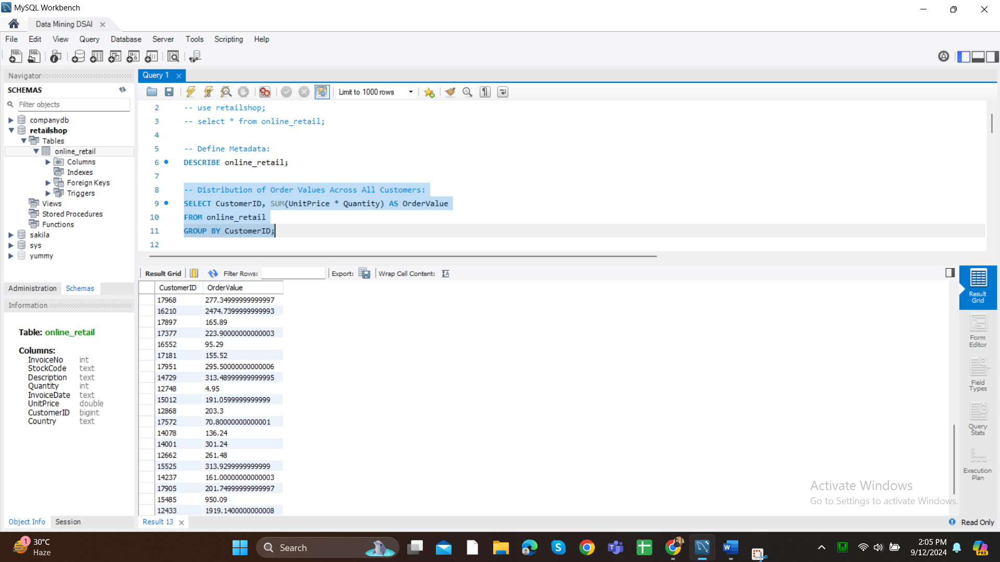 MySQL Workbench
Data Mining DSAI
File Edit View Query Database Server Tools Scripting Help
Navigator
SCHEMAS
Filter objects
companydb
retailshop
Tables
online_retail
Columns
Indexes
Foreign Keys
Triggers
Views
Stored Procedures
Functions
sakila
sys
yummy
Administration Schemas
Information
Table: online_retail
Columns:
InvoiceNo int
StockCode text
Description text
Quantity int
InvoiceDate text
UnitPrice double
CustomerID bigint
Country text
Object Info Session
Query 1
Limit to 1000 rows
2 -- use retailshop;
3 -- select * from online_retail;
4
5 -- Define Metadata:
6 DESCRIBE online_retail;
7
8 -- Distribution of Order Values Across All Customers:
9 SELECT CustomerID, SUM(UnitPrice * Quantity) AS OrderValue
10 FROM online_retail
11 GROUP BY CustomerID;
12
Result Grid Filter Rows: Export: Wrap Cell Content:
CustomerID OrderValue
17968 277.34999999999997
16210 2474.7399999999993
17897 165.89
17377 223.90000000000003
16552 95.29
17181 155.52
17951 295.50000000000006
14729 313.48999999999995
12748 4.95
15012 191.0599999999999
12868 203.3
17572 70.80000000000001
14078 136.24
14001 301.24
12662 261.48
15525 313.9299999999999
14237 161.00000000000003
17905 201.74999999999997
15485 950.09
12433 1919.1400000000008
Result 13
Result
Grid
Form
Editor
Field
Types
Query
Stats
Execution
Plan
Activate Windows
Go to Settings to activate Windows.
Read Only
1
30°C
Haze
Search
2:05 PM
9/12/2024
PRE